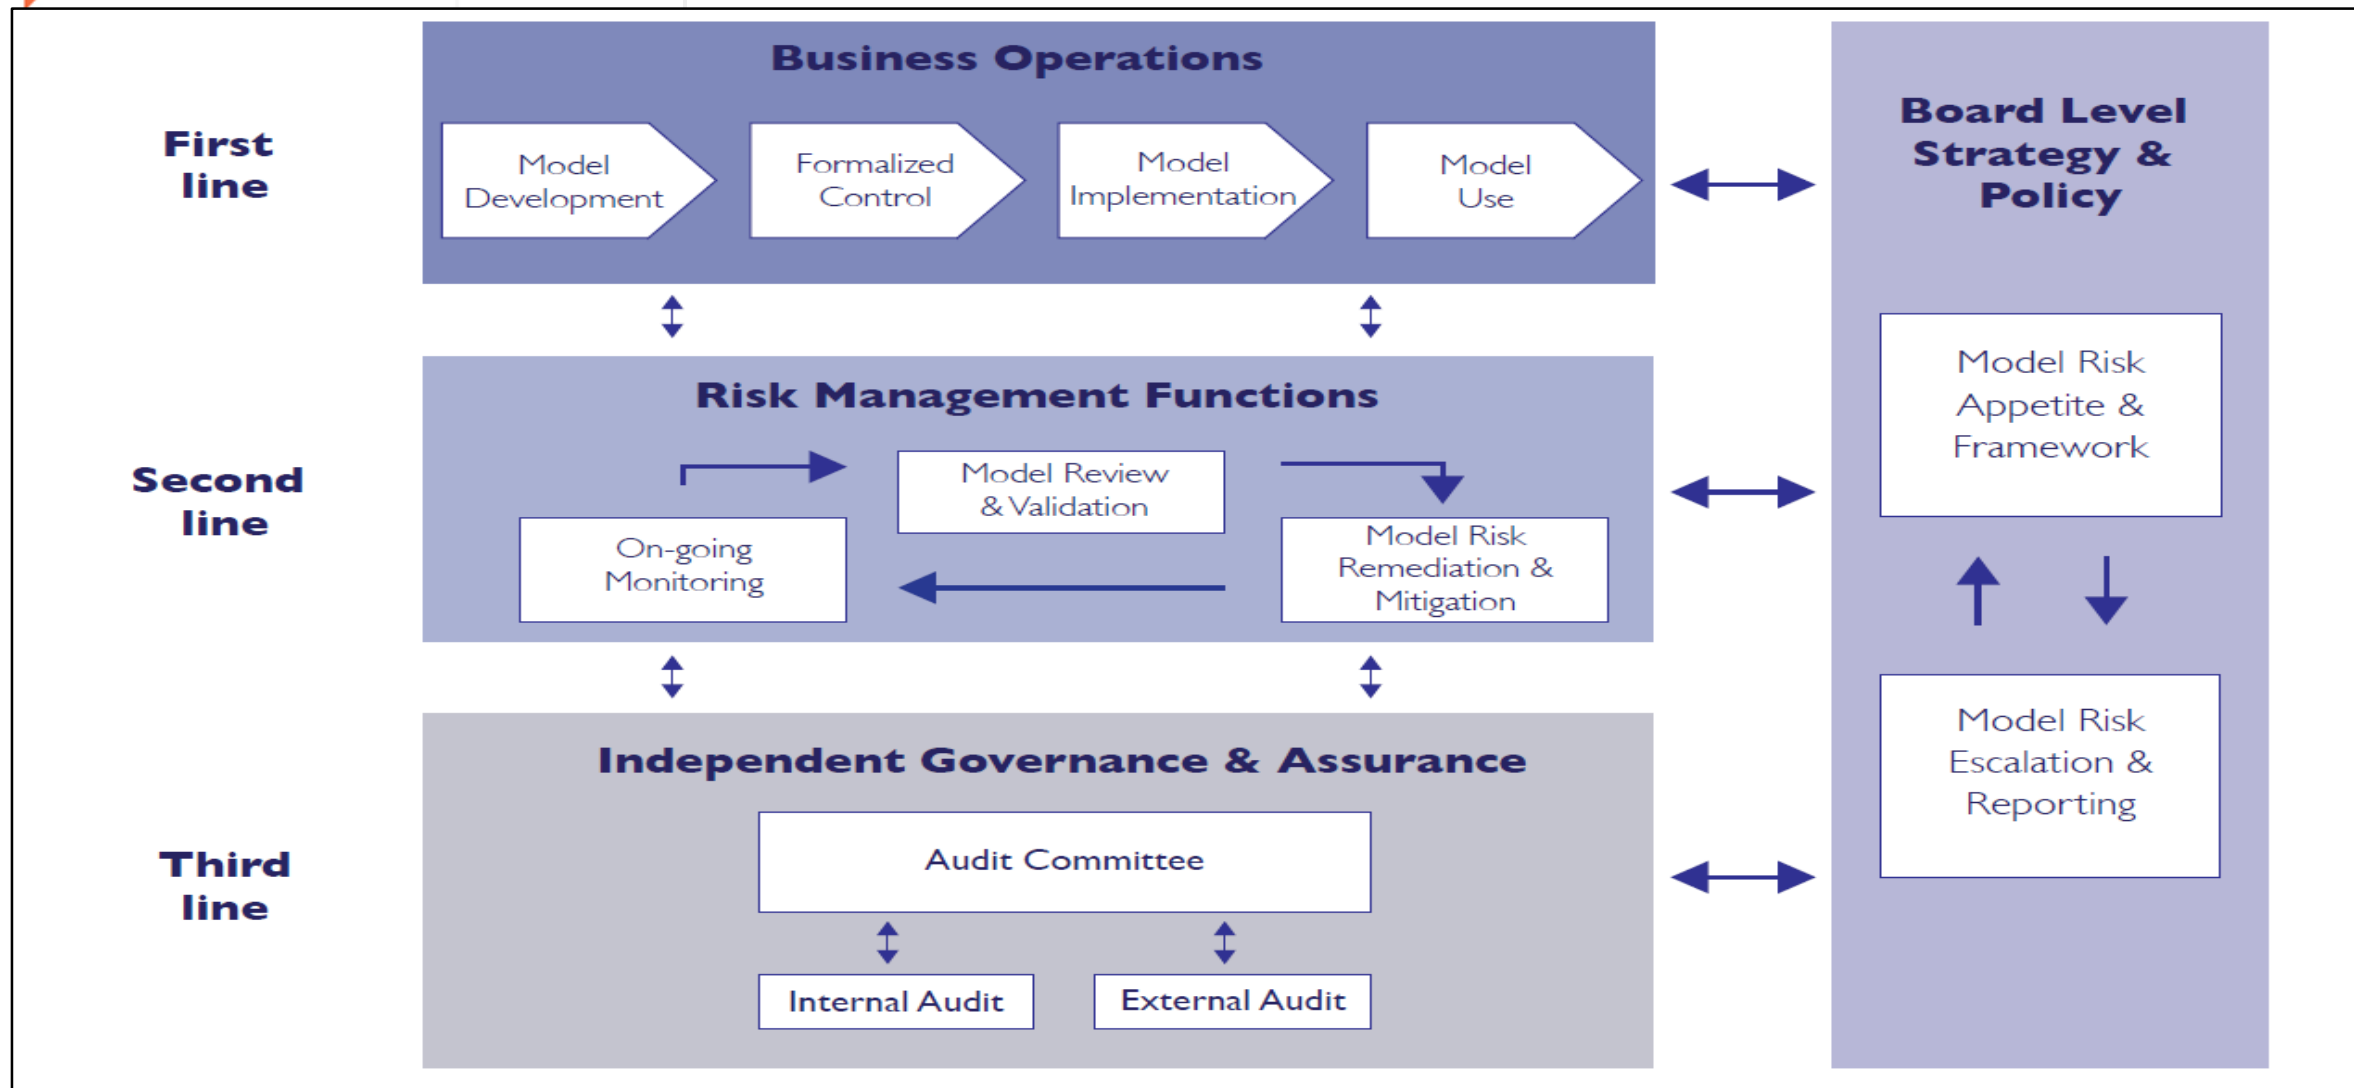 Business Operations
First
line
Model
Development
Formalized
Control
Model
Implementation
Model
Use
Board Level
Strategy &
Policy
Second
line
Risk Management Functions
Model Review
& Validation
On-going
Monitoring
Model Risk
Remediation &
Mitigation
Model Risk
Appetite &
Framework
Third
line
Independent Governance & Assurance
Audit Committee
Internal Audit
External Audit
Model Risk
Escalation &
Reporting